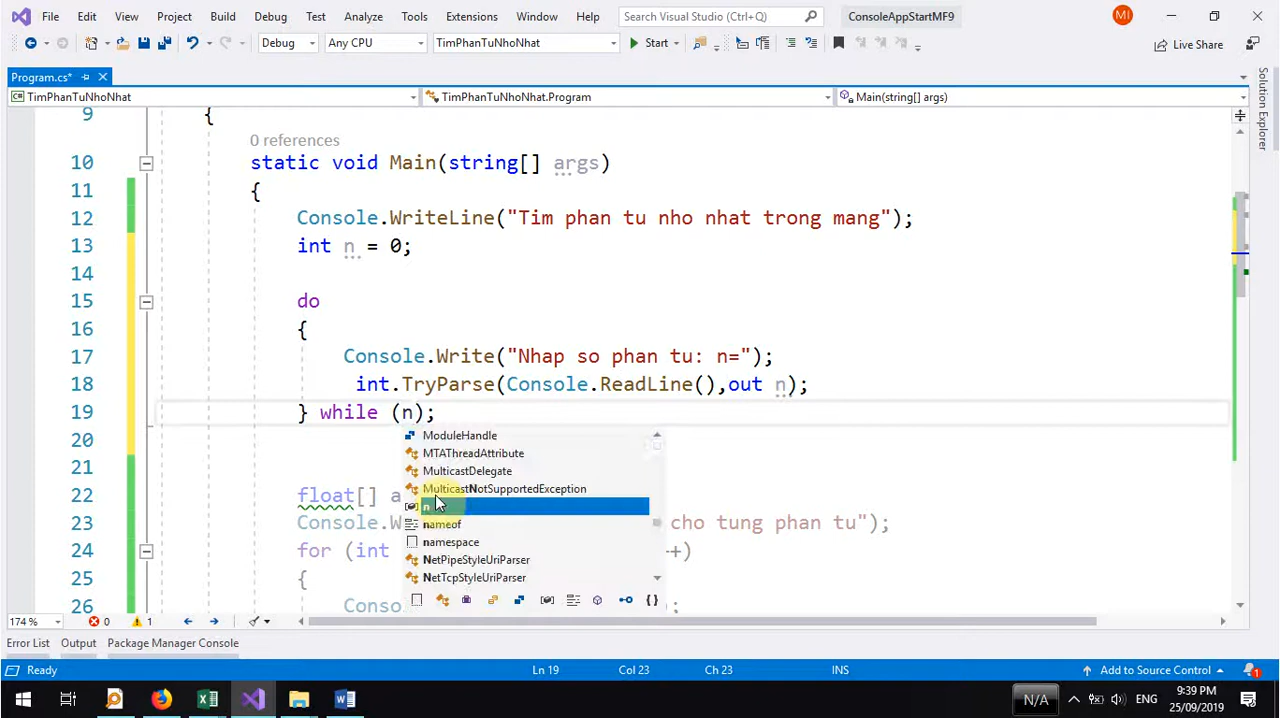 File Edit View Project Build Debug Test Analyze Extensions Window Help Search Visual Studio (Ctrl+Q) ConsoleAppStartMF9 MI
Debug Any CPU TimPhanTuNhoNhat Start Live Share
Program.cs*
TimPhanTuNhoNhat TimPhanTuNhoNhat.Program Main(string[] args)
Solution Explorer
9 {
0 references
10 static void Main(string[] args)
11 {
12 Console.WriteLine("Tim phan tu nho nhat trong mang");
13 int n = 0;
14
15 do
16 {
17 Console.Write("Nhap so phan tu: n=");
18 int.TryParse(Console.ReadLine(),out n);
19 } while (n);
20
21
22 float[] a
23 Console.W cho tung phan tu");
24 for (int ++)
25 {
26 Conso ;
ModuleHandle
MTAThreadAttribute
MulticastDelegate
MulticastNotSupportedException
n
nameof
namespace
NetPipeStyleUriParser
NetTcpStyleUriParser
174 % 0 1
Error List Output Package Manager Console
Ready Ln 19 Col 23 Ch 23 INS Add to Source Control 1
N/A ENG 9:39 PM
25/09/2019